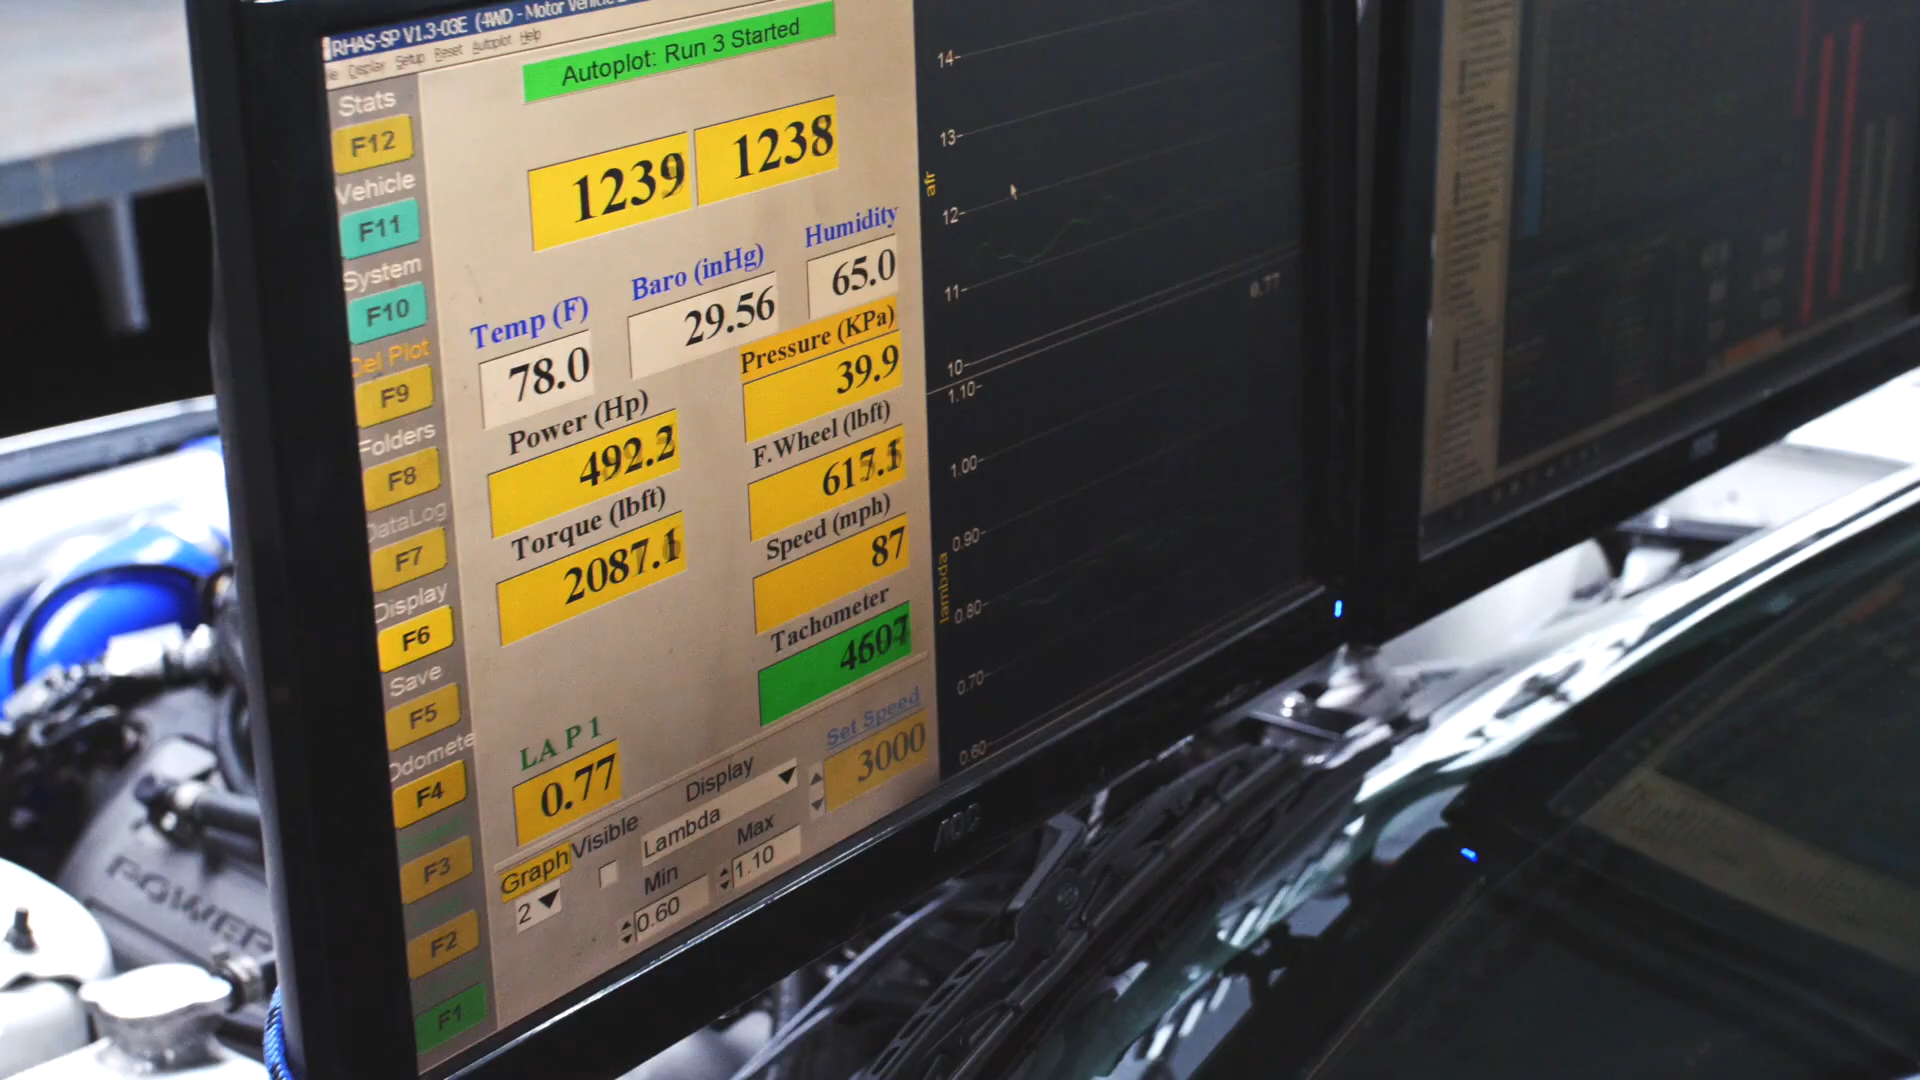 RHAS-SP V1.3-03E (4WD - Motor Vehicle
Display Setup Reset Autoplot Help
Autoplot: Run 3 Started
Stats
F12
Vehicle
F11
System
F10
Del Plot
F9
Folders
F8
DataLog
F7
Display
F6
Save
F5
Odomete
F4
F3
F2
F1
1239 1238
Temp (F) Baro (inHg) Humidity
78.0 29.56 65.0
Power (Hp) Pressure (KPa)
492.2 39.9
Torque (lbft) F.Wheel (lbft)
2087.1 617.1
Speed (mph)
87
Tachometer
4607
LAP1
0.77
Set Speed
3000
Graph Visible Display
2 Lambda
Min Max
0.60 1.10
14
13
afr
12
11
10
0.77
1.10
1.00
0.90
lambda
0.80
0.70
0.60
AOC
POWER